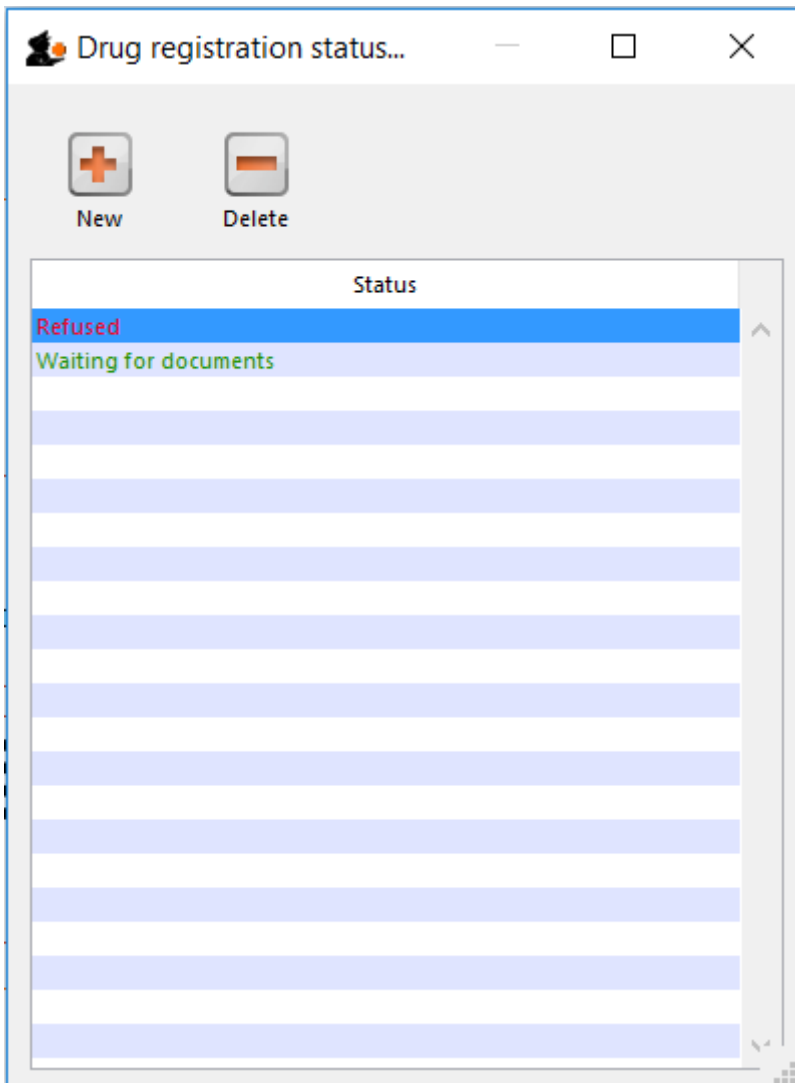 Drug registration status...
New Delete
Status
Refused
Waiting for documents